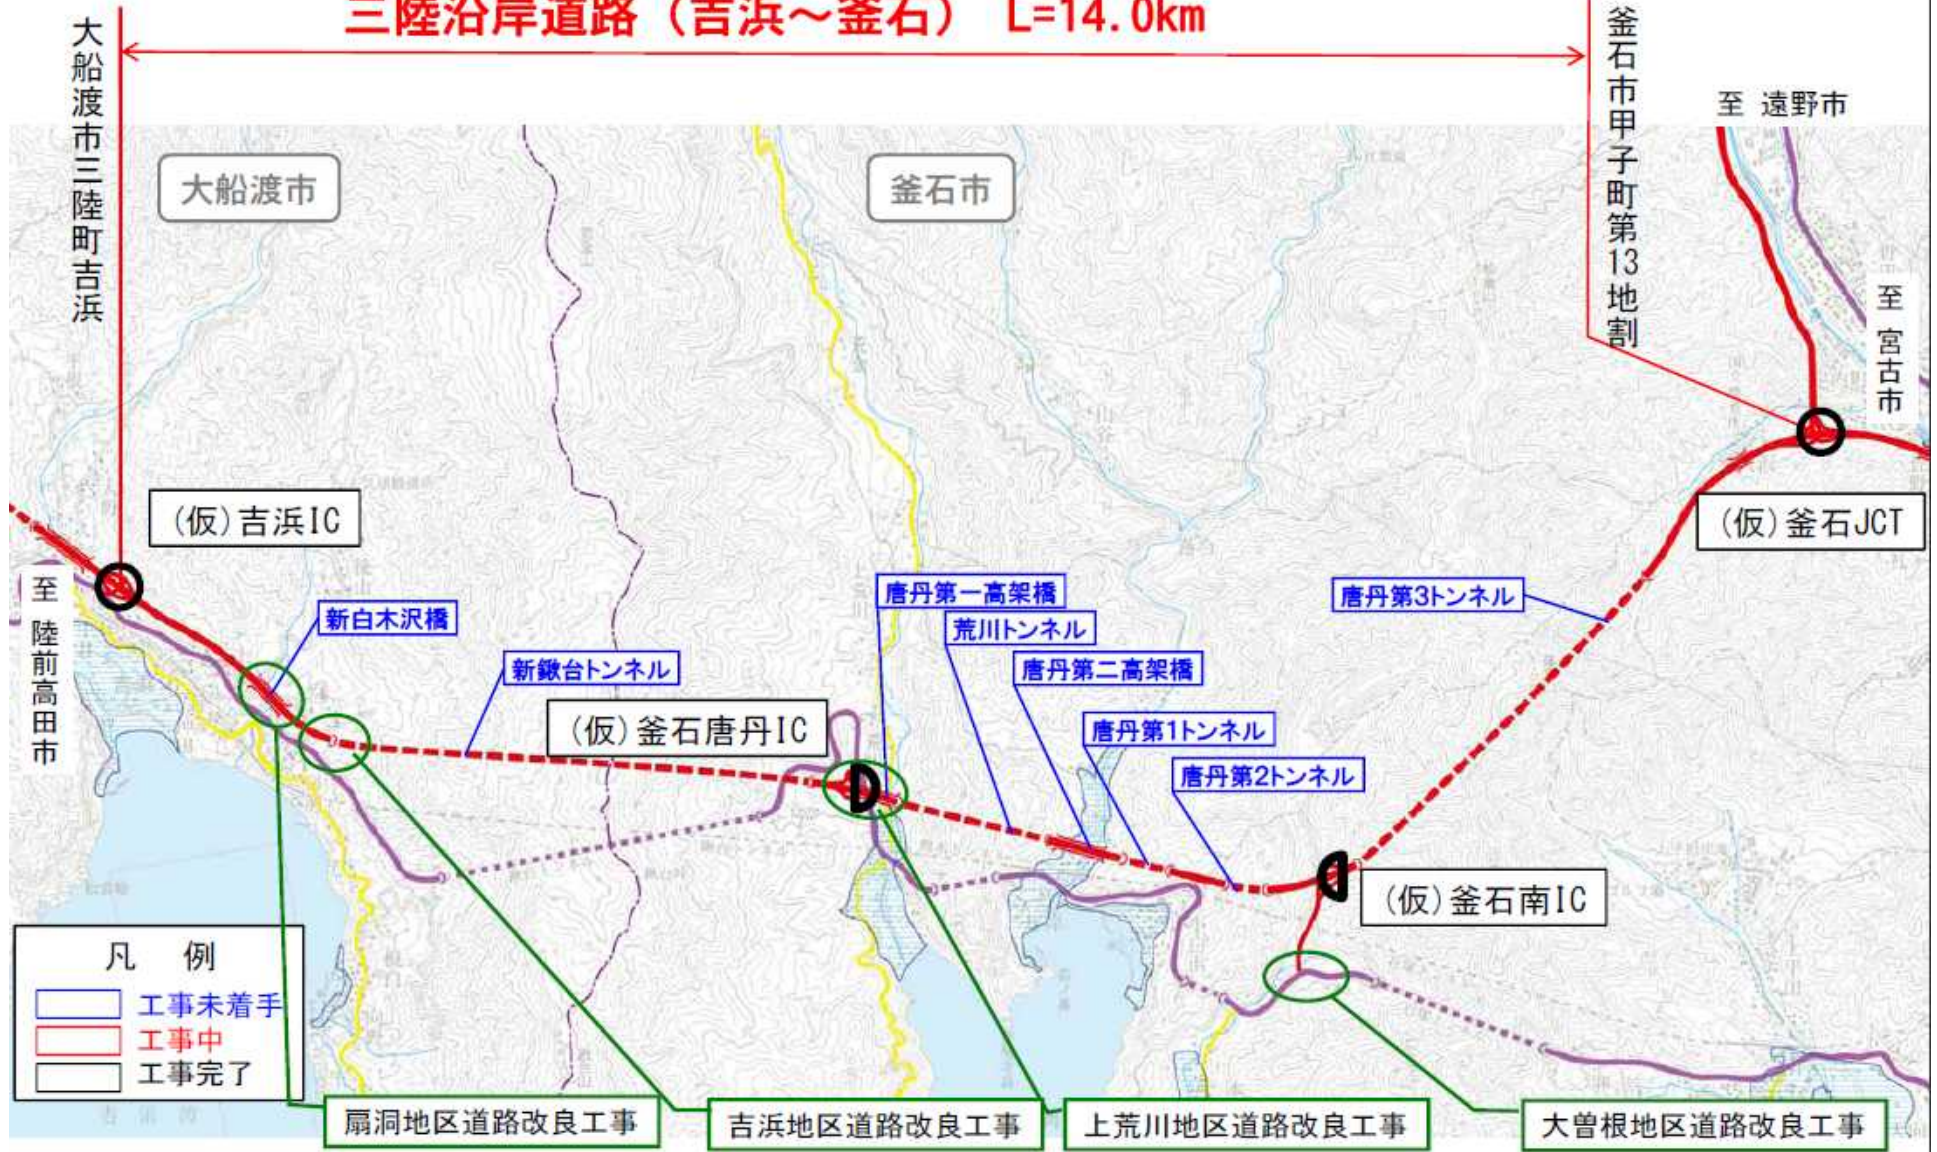 三陸沿岸道路（吉浜～釜石） L=14.0km
大船渡市三陸町吉浜
釜石市甲子町第13地割
至 遠野市
至 宮古市
大船渡市
釜石市
(仮)吉浜IC
(仮)釜石JCT
至 陸前高田市
新白木沢橋
新鍬台トンネル
(仮)釜石唐丹IC
唐丹第一高架橋
荒川トンネル
唐丹第二高架橋
唐丹第1トンネル
唐丹第2トンネル
唐丹第3トンネル
(仮)釜石南IC
凡 例
工事未着手
工事中
工事完了
扇洞地区道路改良工事
吉浜地区道路改良工事
上荒川地区道路改良工事
大曽根地区道路改良工事